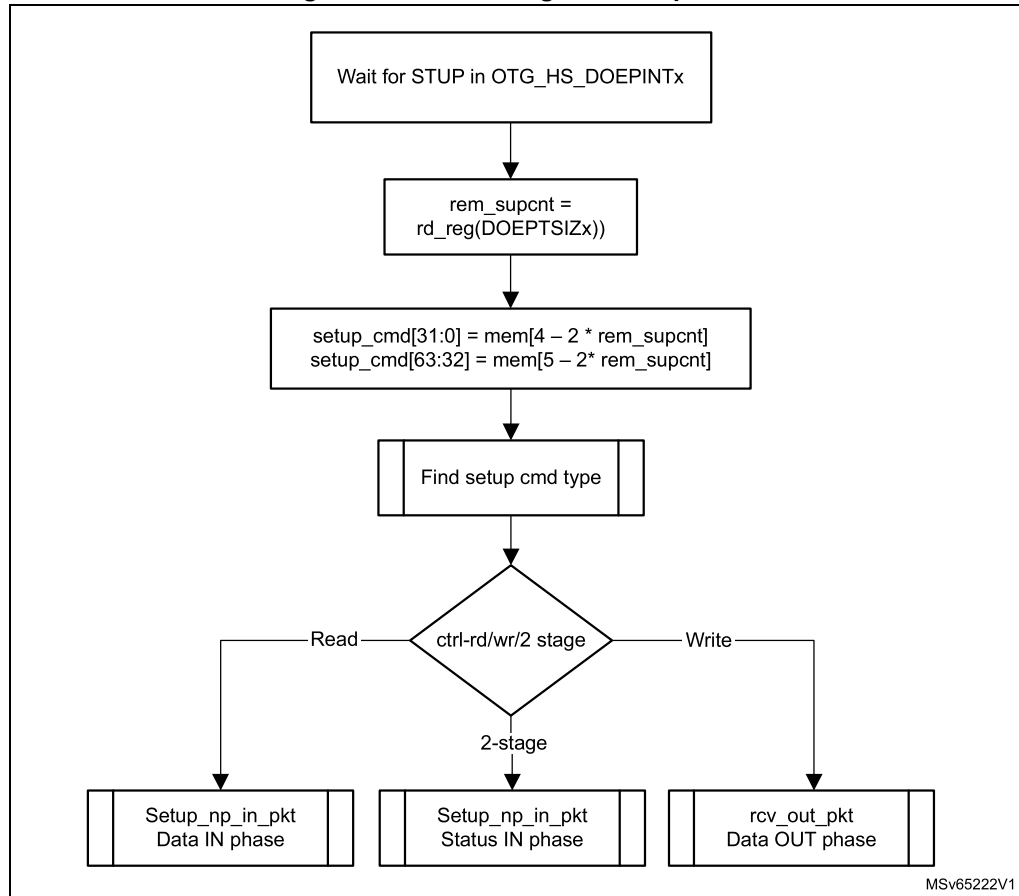 Wait for STUP in OTG_HS_DOEPINTx
rem_supcnt =
rd_reg(DOEPTSIZx))
setup_cmd[31:0] = mem[4 – 2 * rem_supcnt]
setup_cmd[63:32] = mem[5 – 2* rem_supcnt]
Find setup cmd type
Read
ctrl-rd/wr/2 stage
Write
2-stage
Setup_np_in_pkt
Data IN phase
Setup_np_in_pkt
Status IN phase
rcv_out_pkt
Data OUT phase
MSv65222V1